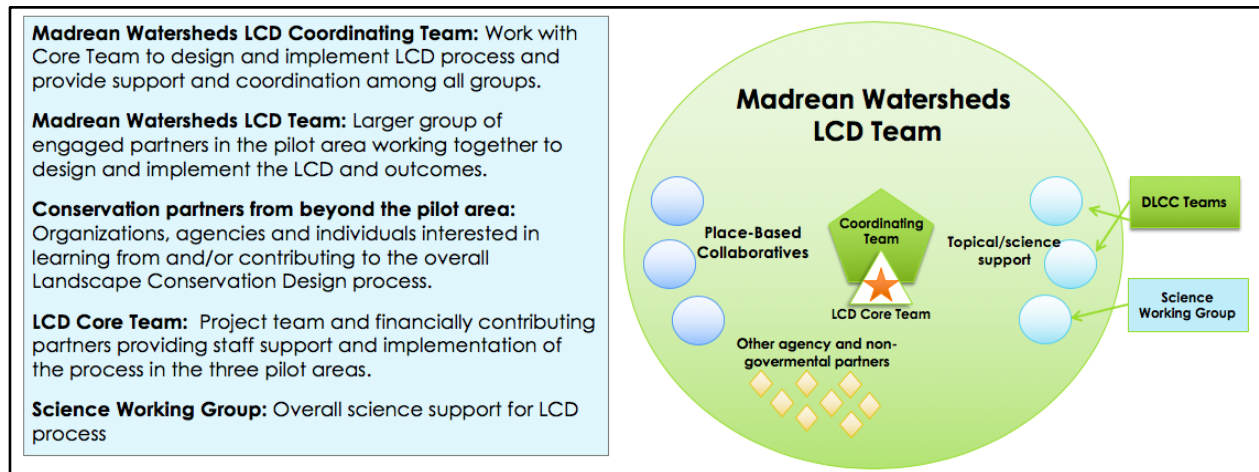 Madrean Watersheds LCD Coordinating Team: Work with
Core Team to design and implement LCD process and
provide support and coordination among all groups.
Madrean Watersheds LCD Team: Larger group of
engaged partners in the pilot area working together to
design and implement the LCD and outcomes.
Conservation partners from beyond the pilot area:
Organizations, agencies and individuals interested in
learning from and/or contributing to the overall
Landscape Conservation Design process.
LCD Core Team: Project team and financially contributing
partners providing staff support and implementation of
the process in the three pilot areas.
Science Working Group: Overall science support for LCD
process
Madrean Watersheds
LCD Team
Place-Based
Collaboratives
Coordinating
Team
LCD Core Team
Topical/science
support
DLCC Teams
Science
Working Group
Other agency and non-
govermental partners